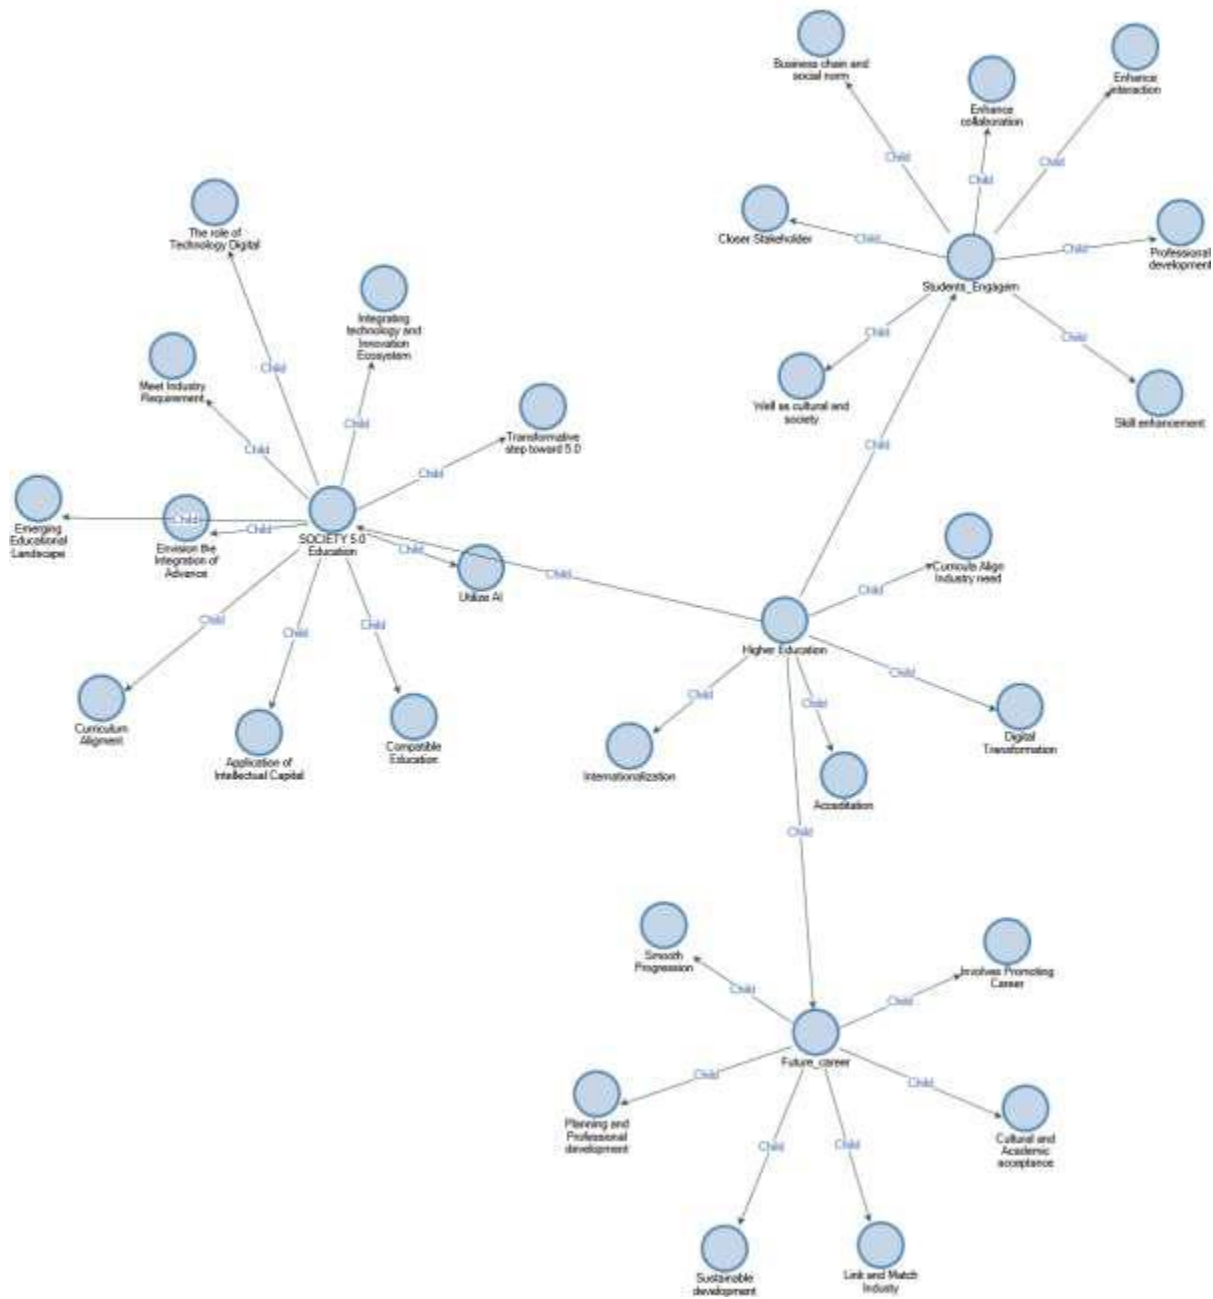 Business chain and
social norm
Enhance
collaboration
Enhance
interaction
Child
Child
Child
Closer Stakeholder
Child
Students_Engagem
Child
Professional
development
Child
Well as cultural and
society
Child
Skill enhancement
The role of
Technology Digital
Integrating
technology and
Innovation
Ecosystem
Meet Industry
Requirement
Child
Child
Child
Transformative
step toward 5.0
Child
Emerging
Educational
Landscape
Child
Envision the
Integration of
Advance
Child
SOCIETY 5.0
Education
Child
Utilize AI
Child
Child
Child
Child
Curriculum
Aligment
Application of
Intellectual Capital
Compatible
Education
Child
Higher Education
Child
Curricula Align
Industry need
Child
Internationalization
Child
Accreditation
Child
Digital
Transformation
Child
Child
Smooth
Progression
Child
Involves Promoting
Career
Child
Future_career
Child
Planning and
Professional
development
Child
Cultural and
Academic
acceptance
Child
Sustainable
development
Child
Link and Match
Industy